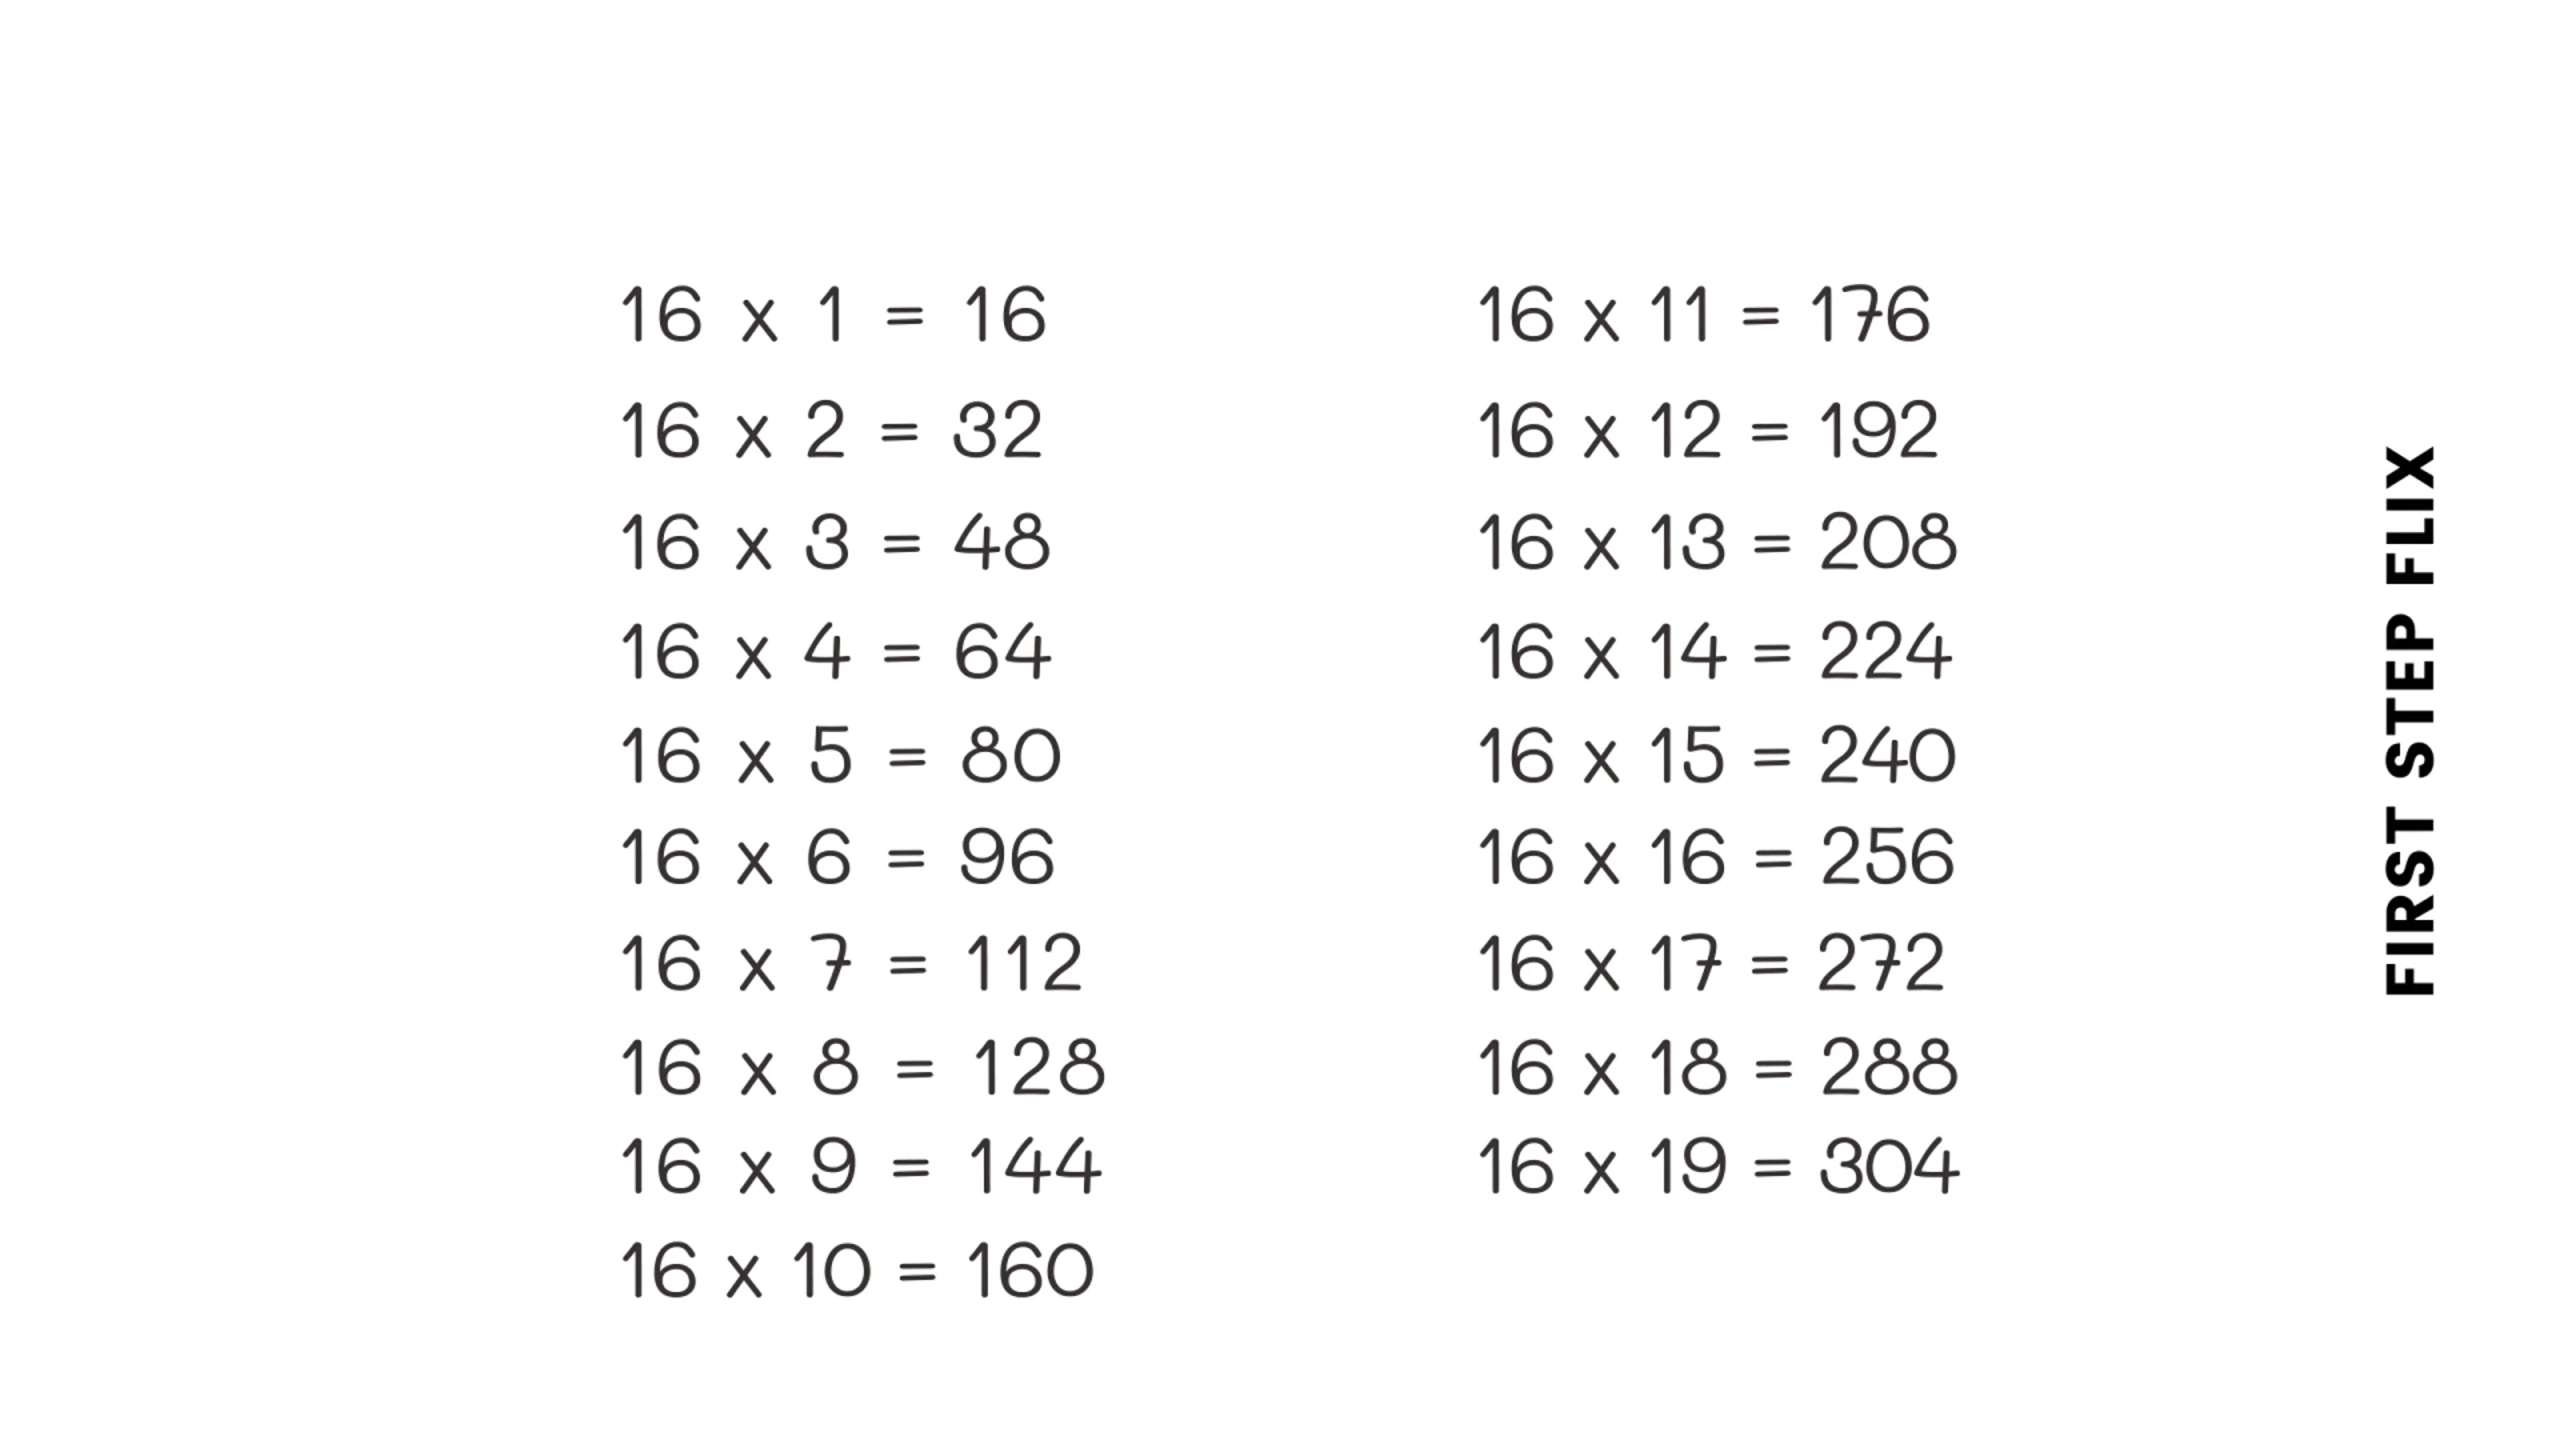 16 x 1 = 16
16 x 2 = 32
16 x 3 = 48
16 x 4 = 64
16 x 5 = 80
16 x 6 = 96
16 x 7 = 112
16 x 8 = 128
16 x 9 = 144
16 x 10 = 160
16 x 11 = 176
16 x 12 = 192
16 x 13 = 208
16 x 14 = 224
16 x 15 = 240
16 x 16 = 256
16 x 17 = 272
16 x 18 = 288
16 x 19 = 304
FIRST STEP FLIX